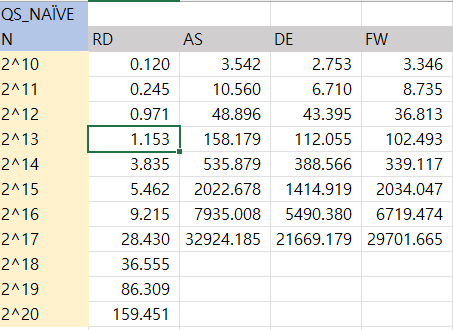 QS_NAÏVE
N RD AS DE FW
2^10 0.120 3.542 2.753 3.346
2^11 0.245 10.560 6.710 8.735
2^12 0.971 48.896 43.395 36.813
2^13 1.153 158.179 112.055 102.493
2^14 3.835 535.879 388.566 339.117
2^15 5.462 2022.678 1414.919 2034.047
2^16 9.215 7935.008 5490.380 6719.474
2^17 28.430 32924.185 21669.179 29701.665
2^18 36.555
2^19 86.309
2^20 159.451